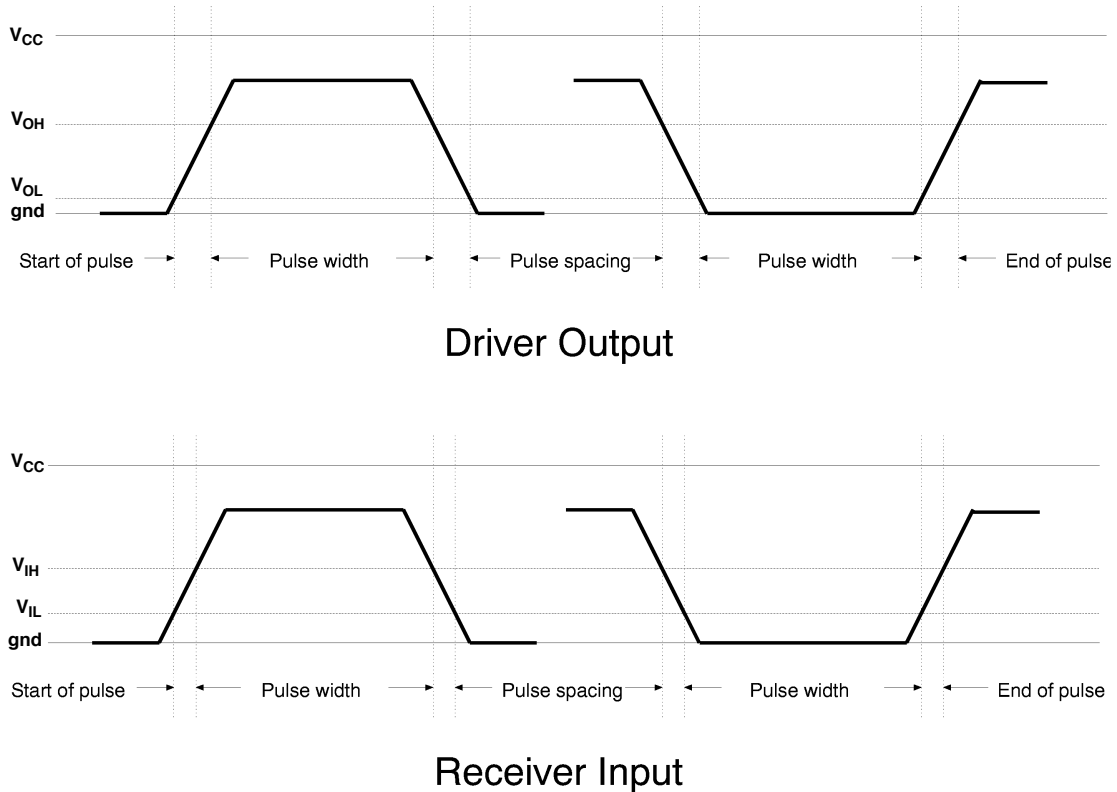 VCC
VOH
VOL
gnd
Start of pulse Pulse width Pulse spacing Pulse width End of pulse
Driver Output
VCC
VIH
VIL
gnd
Start of pulse Pulse width Pulse spacing Pulse width End of pulse
Receiver Input